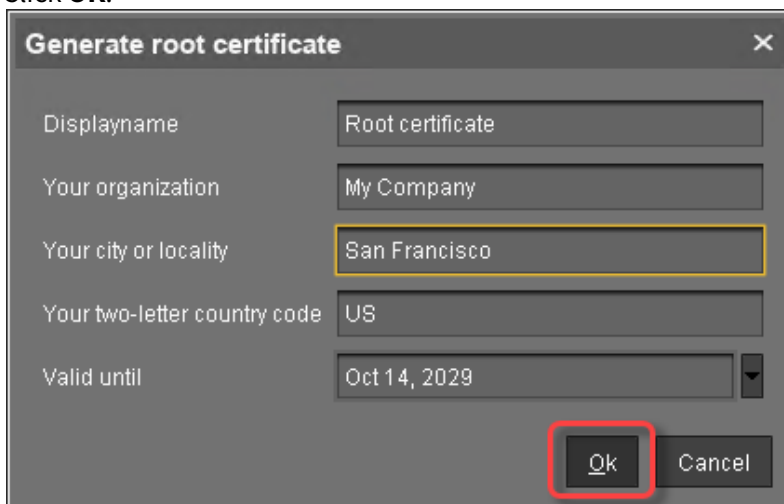 Generate root certificate ×
Displayname Root certificate
Your organization My Company
Your city or locality San Francisco
Your two-letter country code US
Valid until Oct 14, 2029
Ok Cancel